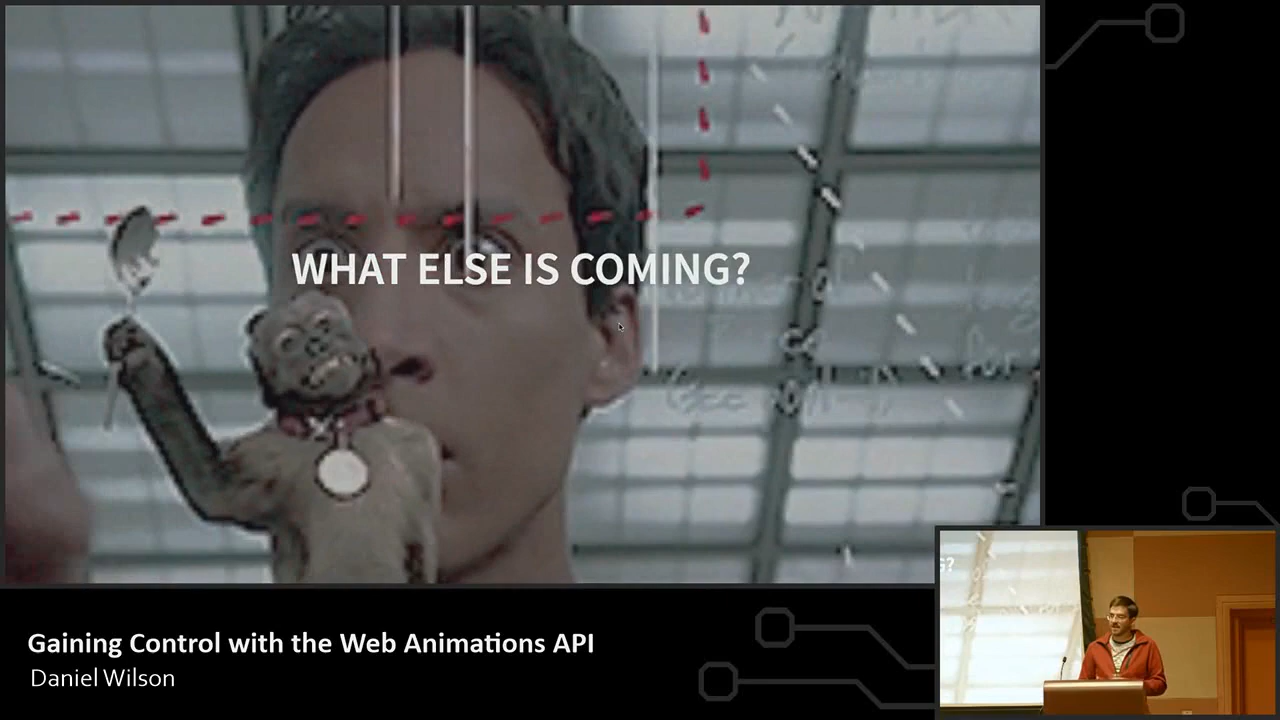 WHAT ELSE IS COMING?
Gaining Control with the Web Animations API
Daniel Wilson